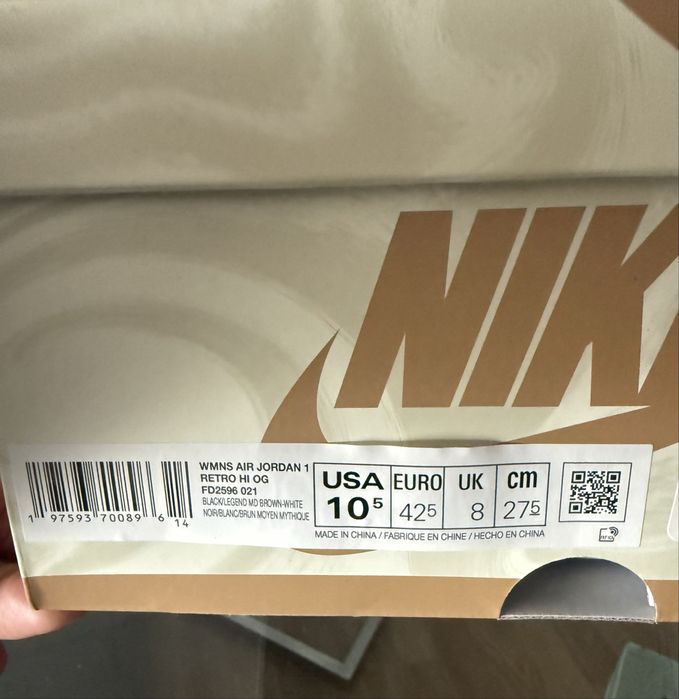 NIK
WMNS AIR JORDAN 1
RETRO HI OG
FD2596 021
BLACK/LEGEND MD BROWN-WHITE
NOIR/BLANC/BRUN MOYEN MYTHIQUE
USA EURO UK cm
10⁵ 42⁵ 8 27⁵
1 97593 70089 6 14
MADE IN CHINA / FABRIQUE EN CHINE / HECHO EN CHINA